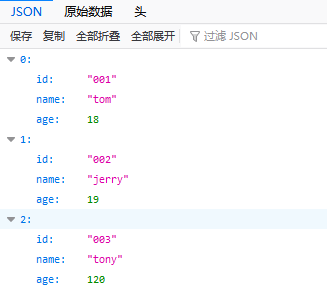 JSON 原始数据 头
保存 复制 全部折叠 全部展开 过滤 JSON
0:
id: "001"
name: "tom"
age: 18
1:
id: "002"
name: "jerry"
age: 19
2:
id: "003"
name: "tony"
age: 120